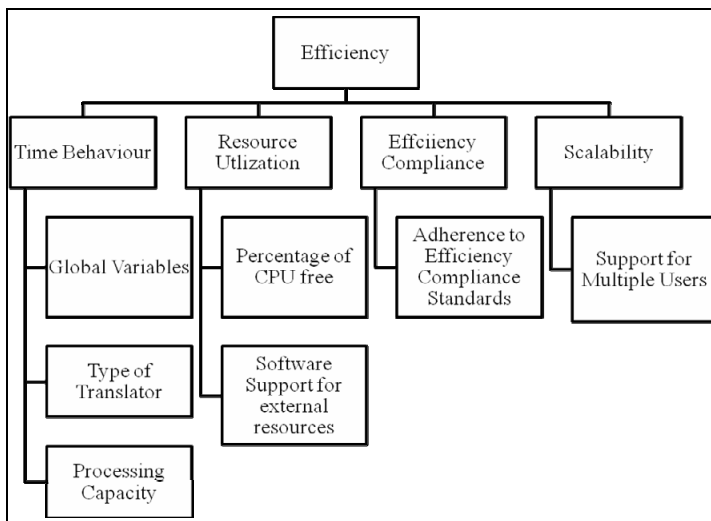 Efficiency
Time Behaviour
Resource
Utlization
Effciiency
Compliance
Scalability
Global Variables
Percentage of
CPU free
Adherence to
Efficiency
Compliance
Standards
Support for
Multiple Users
Type of
Translator
Software
Support for
external
resources
Processing
Capacity